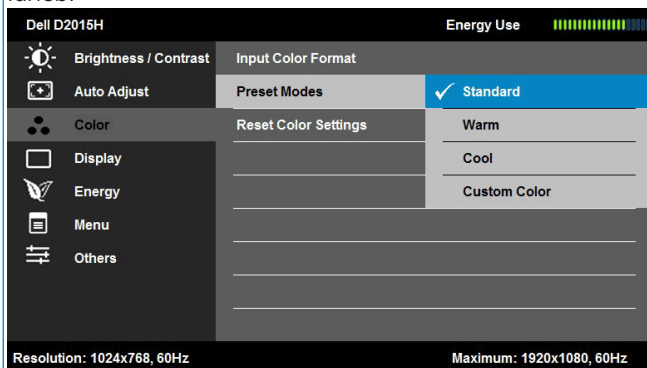 Dell D2015H Energy Use
Brightness / Contrast Input Color Format
Auto Adjust Preset Modes Standard
Color Reset Color Settings Warm
Display Cool
Energy Custom Color
Menu
Others
Resolution: 1024x768, 60Hz Maximum: 1920x1080, 60Hz